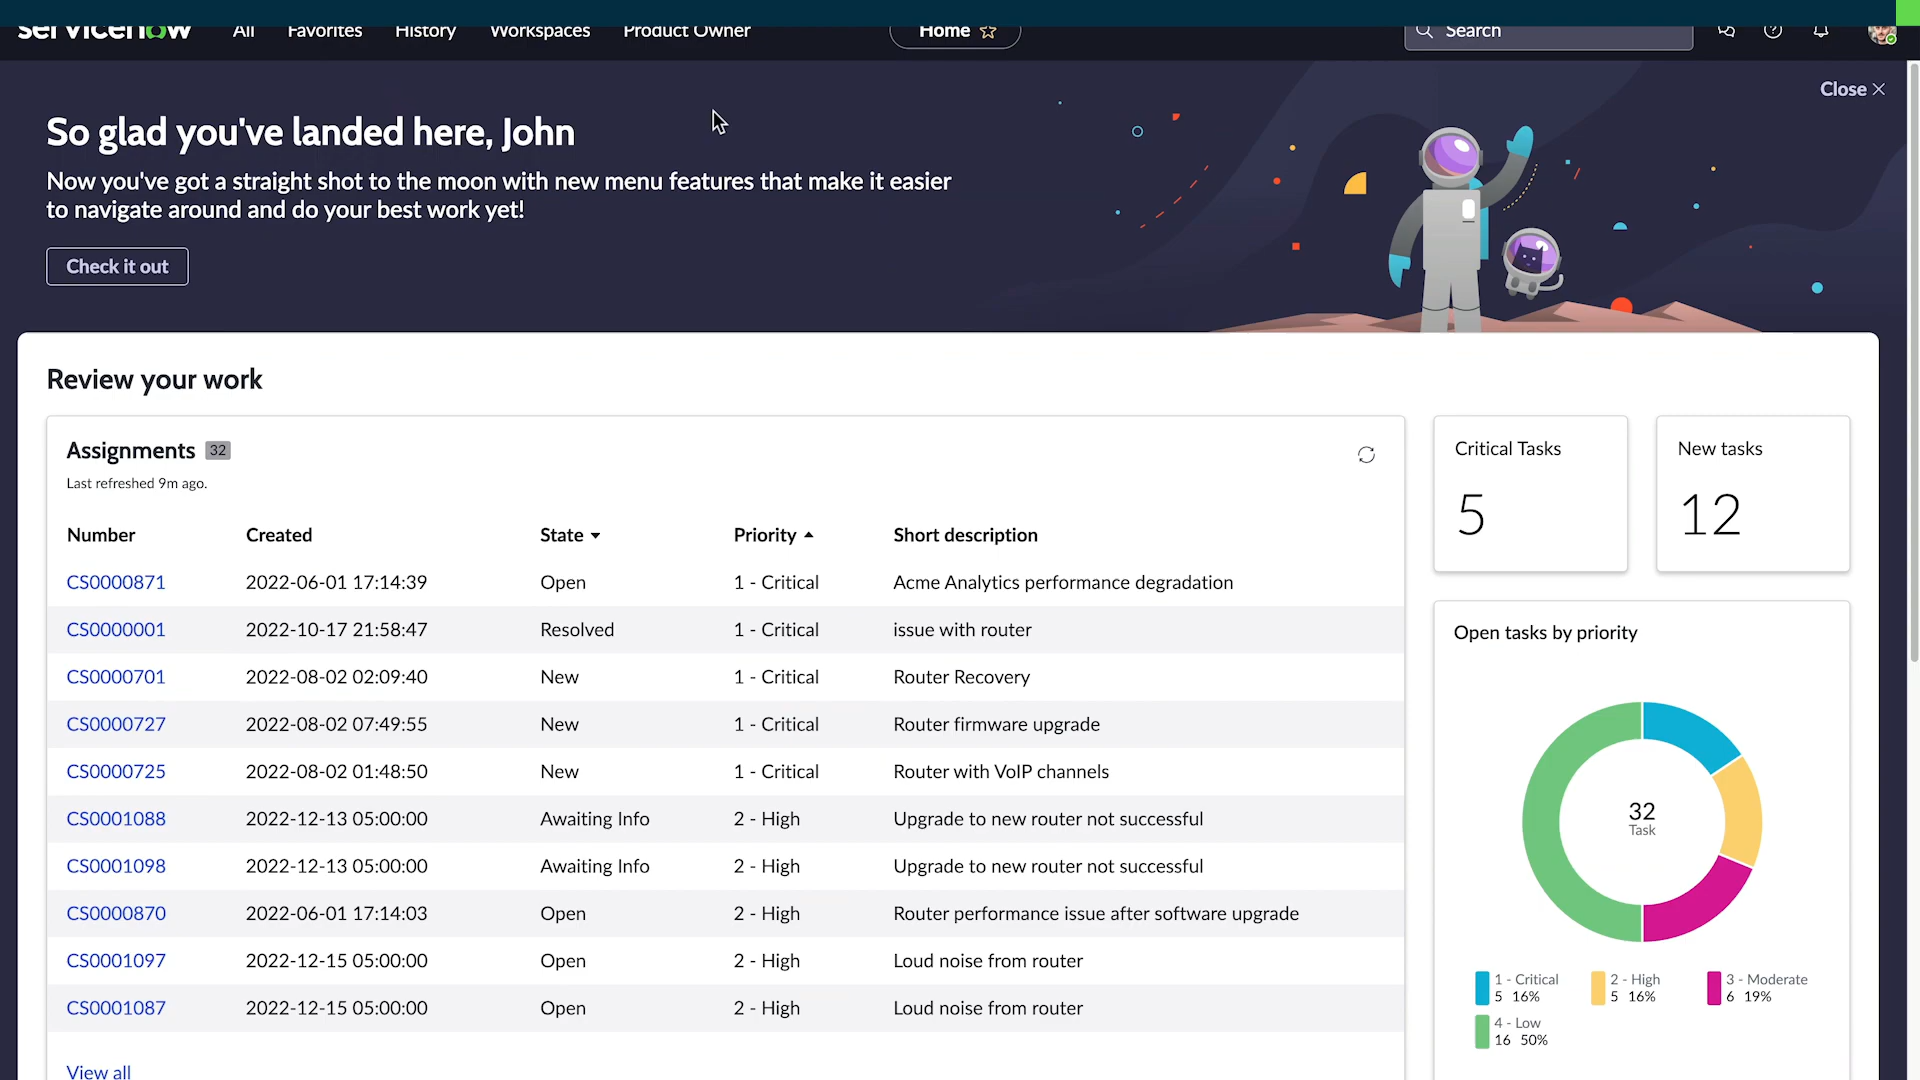 servicenow All Favorites History Workspaces Product Owner Home Search
Close
So glad you've landed here, John
Now you've got a straight shot to the moon with new menu features that make it easier
to navigate around and do your best work yet!
Check it out
Review your work
Assignments 32
Last refreshed 9m ago.
Number Created State Priority Short description
CS0000871 2022-06-01 17:14:39 Open 1 - Critical Acme Analytics performance degradation
CS0000001 2022-10-17 21:58:47 Resolved 1 - Critical issue with router
CS0000701 2022-08-02 02:09:40 New 1 - Critical Router Recovery
CS0000727 2022-08-02 07:49:55 New 1 - Critical Router firmware upgrade
CS0000725 2022-08-02 01:48:50 New 1 - Critical Router with VoIP channels
CS0001088 2022-12-13 05:00:00 Awaiting Info 2 - High Upgrade to new router not successful
CS0001098 2022-12-13 05:00:00 Awaiting Info 2 - High Upgrade to new router not successful
CS0000870 2022-06-01 17:14:03 Open 2 - High Router performance issue after software upgrade
CS0001097 2022-12-15 05:00:00 Open 2 - High Loud noise from router
CS0001087 2022-12-15 05:00:00 Open 2 - High Loud noise from router
View all
Critical Tasks
5
New tasks
12
Open tasks by priority
32
Task
1 - Critical
5 16%
2 - High
5 16%
3 - Moderate
6 19%
4 - Low
16 50%